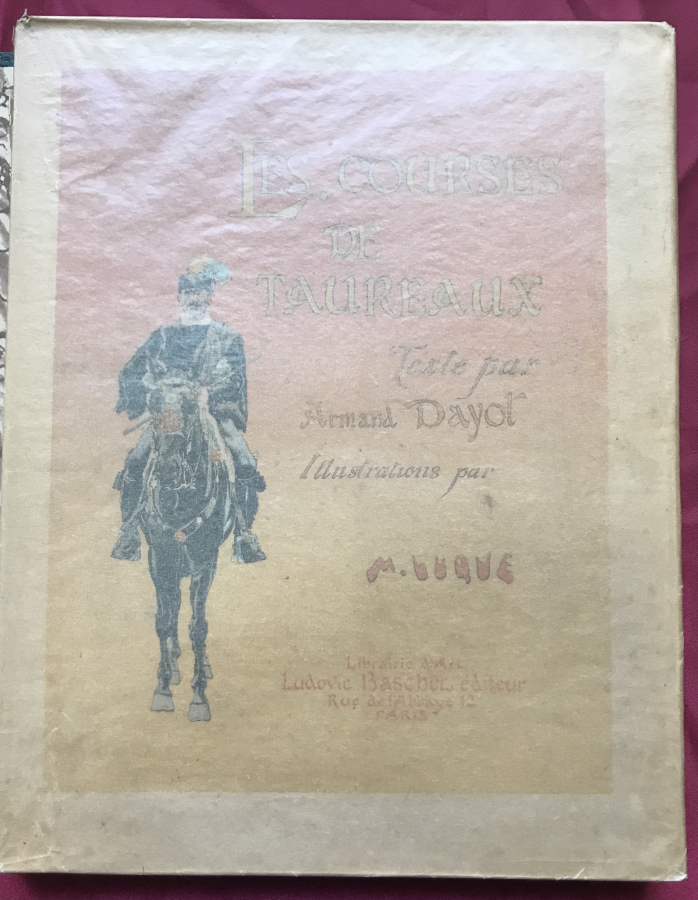 LES COURSES
DE
TAUREAUX
Texte par
Armand Dayot
Illustrations par
M. LUQUE
Librairie d'Art
Ludovic Baschet, éditeur
Rue de l'Abbaye 12
PARIS